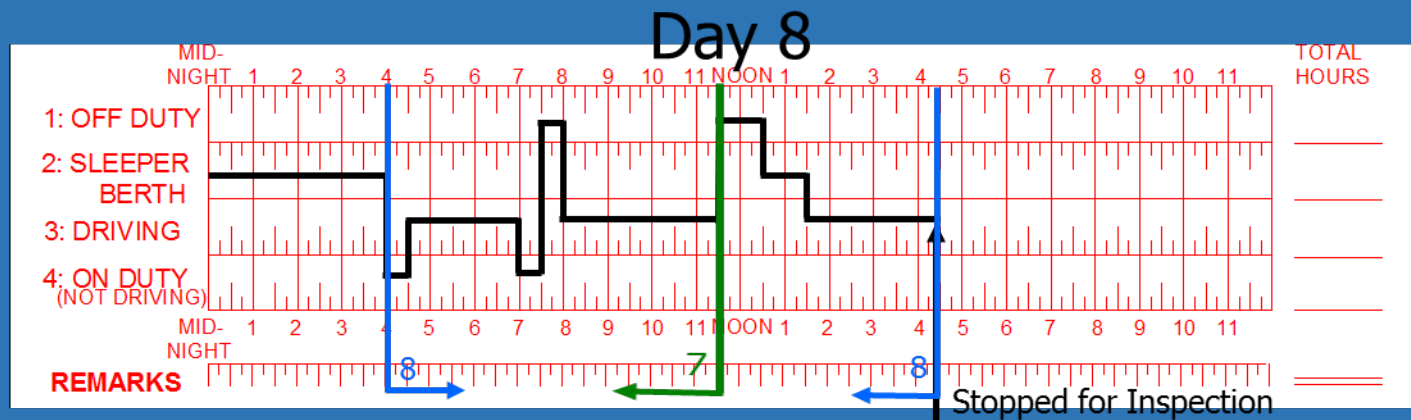 Day 8
MID-
NIGHT 1 2 3 4 5 6 7 8 9 10 11 NOON 1 2 3 4 5 6 7 8 9 10 11
TOTAL
HOURS
1: OFF DUTY
2: SLEEPER
BERTH
3: DRIVING
4: ON DUTY
(NOT DRIVING)
MID-
NIGHT 1 2 3 4 5 6 7 8 9 10 11 NOON 1 2 3 4 5 6 7 8 9 10 11
8 7 8
REMARKS
Stopped for Inspection